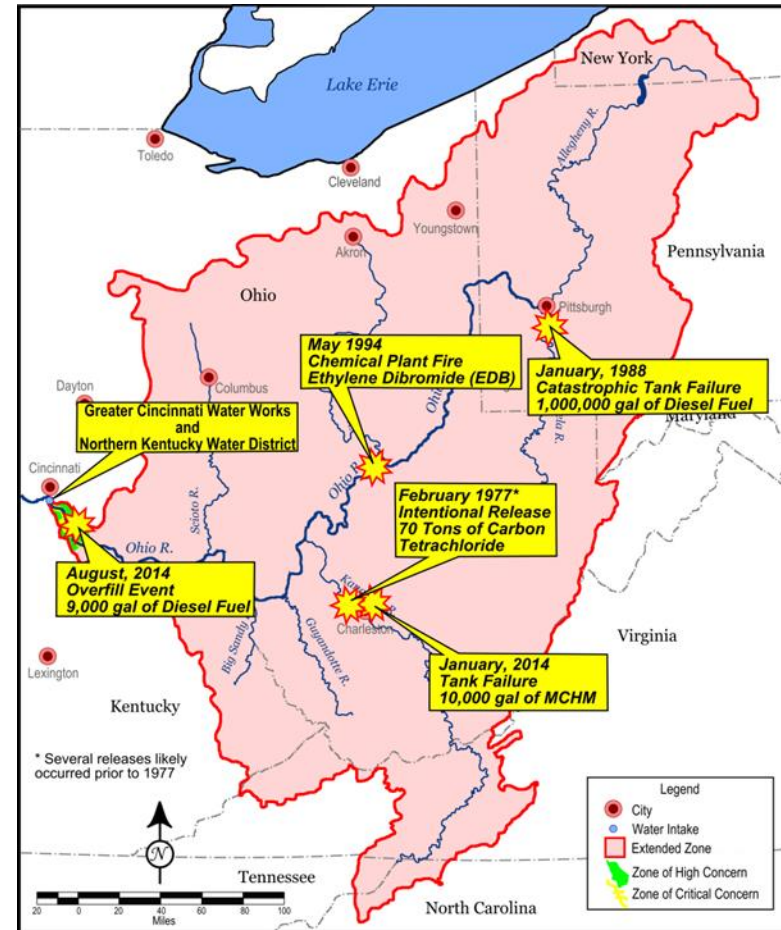 New York
Lake Erie
Allegheny R.
Toledo
Cleveland
Youngstown
Akron
Pennsylvania
Ohio
Pittsburgh
May 1994
Chemical Plant Fire
Ethylene Dibromide (EDB)
January, 1988
Catastrophic Tank Failure
1,000,000 gal of Diesel Fuel
Columbus
Dayton
Maryland
Greater Cincinnati Water Works
and
Northern Kentucky Water District
Cincinnati
Ohio R.
February 1977*
Intentional Release
70 Tons of Carbon
Tetrachloride
Scioto R.
Ohio R.
August, 2014
Overfill Event
9,000 gal of Diesel Fuel
Charleston
Big Sandy
Guyandotte R.
Virginia
January, 2014
Tank Failure
10,000 gal of MCHM
Lexington
Kentucky
* Several releases likely
occurred prior to 1977
N
Legend
City
Water Intake
Extended Zone
Zone of High Concern
Zone of Critical Concern
Tennessee
North Carolina
20 0 20 40 60 80 100
Miles